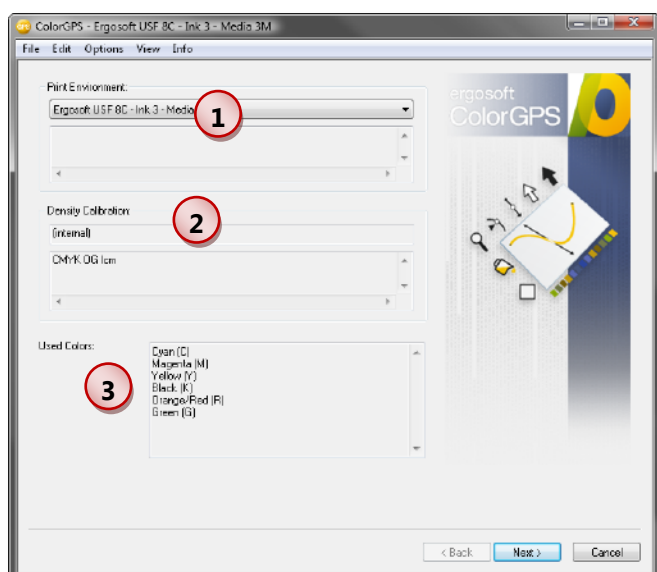 ColorGPS - Ergosoft USF 8C - Ink 3 - Media 3M
File Edit Options View Info
Print Environment:
Ergosoft USF 8C - Ink 3 - Media
1
ergosoft
ColorGPS
Density Calibration:
2
(internal)
CMYK OG lcm
Used Colors:
Cyan (C)
Magenta (M)
Yellow (Y)
Black (K)
Orange/Red (R)
Green (G)
3
< Back Next > Cancel